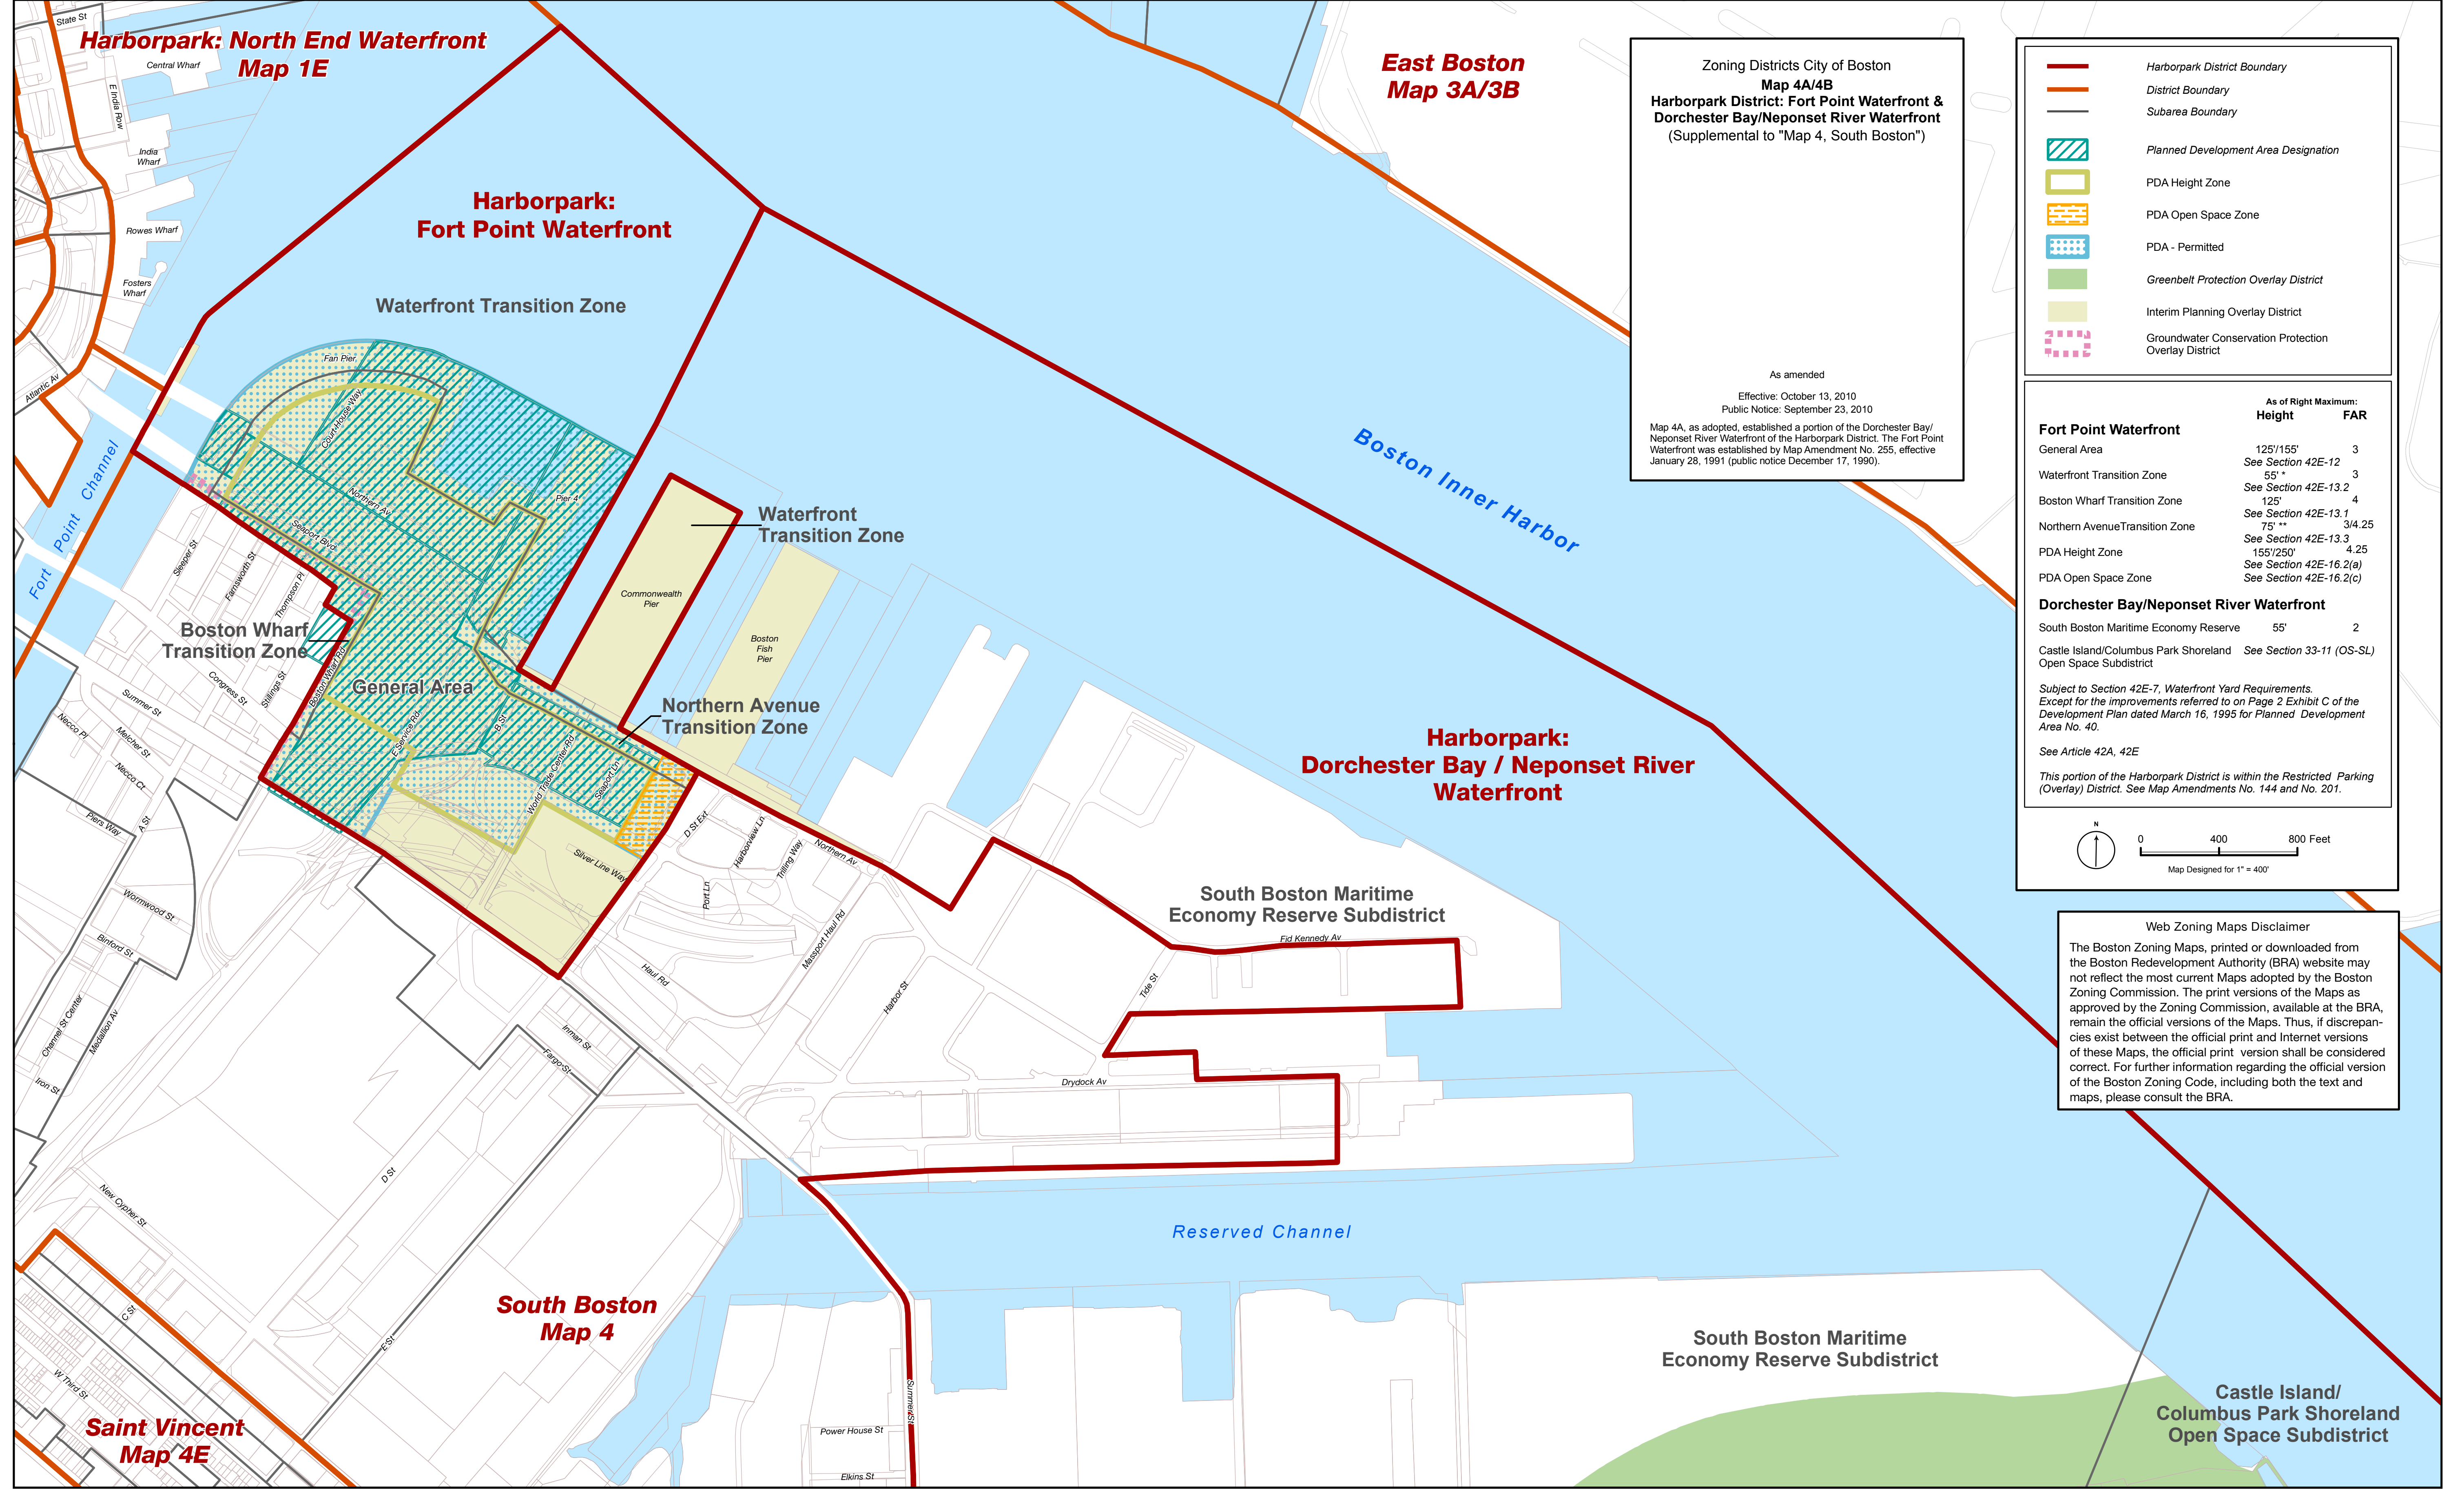 State St
Harborpark: North End Waterfront
Map 1E
Central Wharf
E India Row
India
Wharf
Rowes Wharf
Fosters
Wharf
Atlantic Av
Fort Point Channel
Harborpark:
Fort Point Waterfront
Waterfront Transition Zone
Fan Pier
Court House Way
Northern Av
Seaport Blvd
Pier 4
East Boston
Map 3A/3B
Boston Inner Harbor
Waterfront
Transition Zone
Commonwealth
Pier
Boston
Fish
Pier
Sleeper St
Farnsworth St
Thompson Pl
Boston Wharf
Transition Zone
Boston Wharf Rd
Stillings St
Congress St
Summer St
Melcher St
Necco Pl
Necco Ct
General Area
E Service Rd
B St
World Trade Center Rd
Seaport Ln
Northern Avenue
Transition Zone
Silver Line Way
D St Ext
Harborview Ln
Trilling Way
Northern Av
Port Ln
Massport Haul Rd
Haul Rd
Harbor St
Piers Way
A St
Wormwood St
Binford St
Channel St Center
Medallion Av
Iron St
Inman St
Fargo St
Harborpark:
Dorchester Bay / Neponset River
Waterfront
South Boston Maritime
Economy Reserve Subdistrict
Fid Kennedy Av
Tide St
Drydock Av
Reserved Channel
D St
New Cypher St
C St
E St
W Third St
South Boston
Map 4
Saint Vincent
Map 4E
Summer St
Power House St
Elkins St
South Boston Maritime
Economy Reserve Subdistrict
Castle Island/
Columbus Park Shoreland
Open Space Subdistrict
Zoning Districts City of Boston
Map 4A/4B
Harborpark District: Fort Point Waterfront &
Dorchester Bay/Neponset River Waterfront
(Supplemental to "Map 4, South Boston")
As amended
Effective: October 13, 2010
Public Notice: September 23, 2010
Map 4A, as adopted, established a portion of the Dorchester Bay/
Neponset River Waterfront of the Harborpark District. The Fort Point
Waterfront was established by Map Amendment No. 255, effective
January 28, 1991 (public notice December 17, 1990).
Harborpark District Boundary
District Boundary
Subarea Boundary
Planned Development Area Designation
PDA Height Zone
PDA Open Space Zone
PDA - Permitted
Greenbelt Protection Overlay District
Interim Planning Overlay District
Groundwater Conservation Protection
Overlay District
As of Right Maximum:
Height FAR
Fort Point Waterfront
General Area 125'/155' 3
See Section 42E-12
Waterfront Transition Zone 55' * 3
See Section 42E-13.2
Boston Wharf Transition Zone 125' 4
See Section 42E-13.1
Northern AvenueTransition Zone 75' ** 3/4.25
See Section 42E-13.3
PDA Height Zone 155'/250' 4.25
See Section 42E-16.2(a)
PDA Open Space Zone See Section 42E-16.2(c)
Dorchester Bay/Neponset River Waterfront
South Boston Maritime Economy Reserve 55' 2
Castle Island/Columbus Park Shoreland See Section 33-11 (OS-SL)
Open Space Subdistrict
Subject to Section 42E-7, Waterfront Yard Requirements.
Except for the improvements referred to on Page 2 Exhibit C of the
Development Plan dated March 16, 1995 for Planned Development
Area No. 40.
See Article 42A, 42E
This portion of the Harborpark District is within the Restricted Parking
(Overlay) District. See Map Amendments No. 144 and No. 201.
N
0 400 800 Feet
Map Designed for 1" = 400'
Web Zoning Maps Disclaimer
The Boston Zoning Maps, printed or downloaded from
the Boston Redevelopment Authority (BRA) website may
not reflect the most current Maps adopted by the Boston
Zoning Commission. The print versions of the Maps as
approved by the Zoning Commission, available at the BRA,
remain the official versions of the Maps. Thus, if discrepan-
cies exist between the official print and Internet versions
of these Maps, the official print version shall be considered
correct. For further information regarding the official version
of the Boston Zoning Code, including both the text and
maps, please consult the BRA.